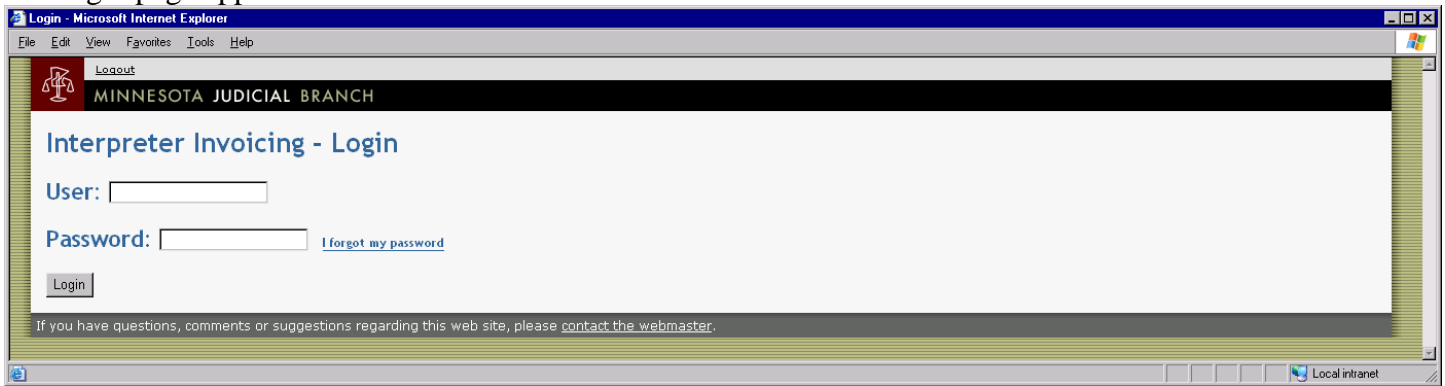 Login - Microsoft Internet Explorer
File Edit View Favorites Tools Help
Logout
MINNESOTA JUDICIAL BRANCH
Interpreter Invoicing - Login
User:
Password: I forgot my password
Login
If you have questions, comments or suggestions regarding this web site, please contact the webmaster.
Local intranet